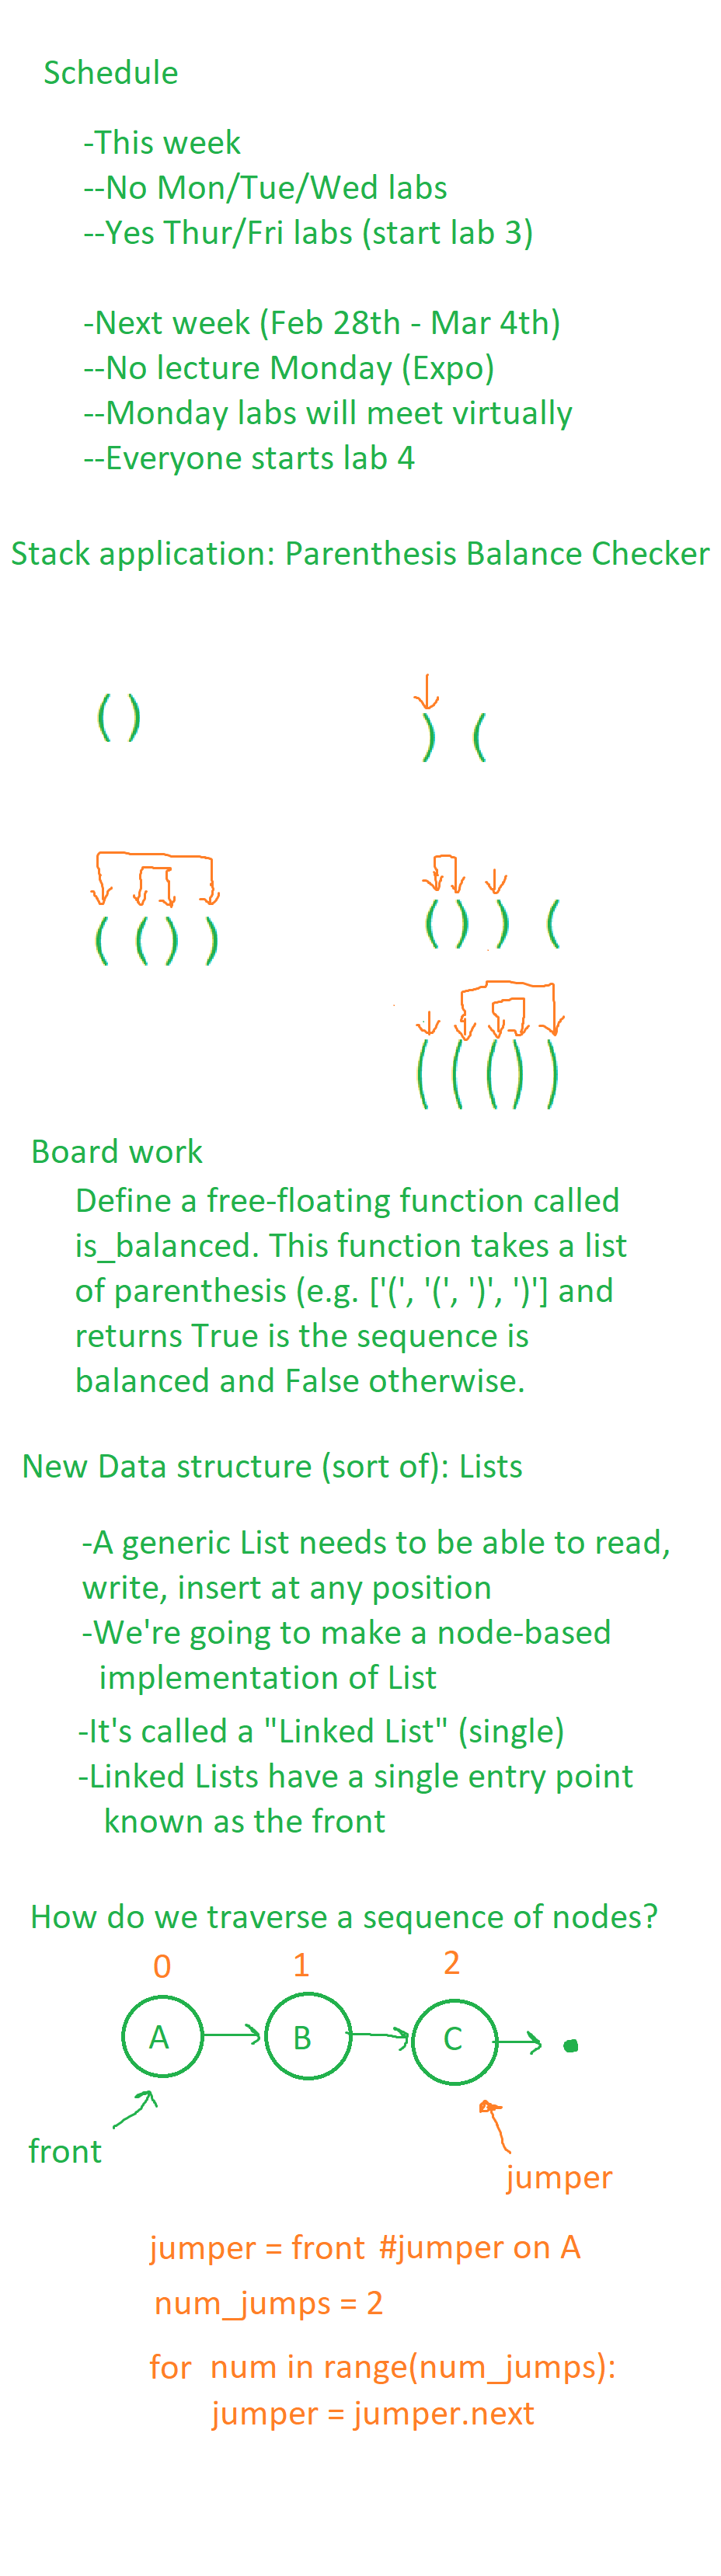 Schedule
-This week
--No Mon/Tue/Wed labs
--Yes Thur/Fri labs (start lab 3)
-Next week (Feb 28th - Mar 4th)
--No lecture Monday (Expo)
--Monday labs will meet virtually
--Everyone starts lab 4
Stack application: Parenthesis Balance Checker
( )
) (
( ( ) )
( ) ) (
( ( ( ) )
Board work
Define a free-floating function called
is_balanced. This function takes a list
of parenthesis (e.g. ['(', '(', ')', ')'] and
returns True is the sequence is
balanced and False otherwise.
New Data structure (sort of): Lists
-A generic List needs to be able to read,
write, insert at any position
-We're going to make a node-based
implementation of List
-It's called a "Linked List" (single)
-Linked Lists have a single entry point
known as the front
How do we traverse a sequence of nodes?
0 1 2
A B C
front
jumper
jumper = front #jumper on A
num_jumps = 2
for num in range(num_jumps):
jumper = jumper.next